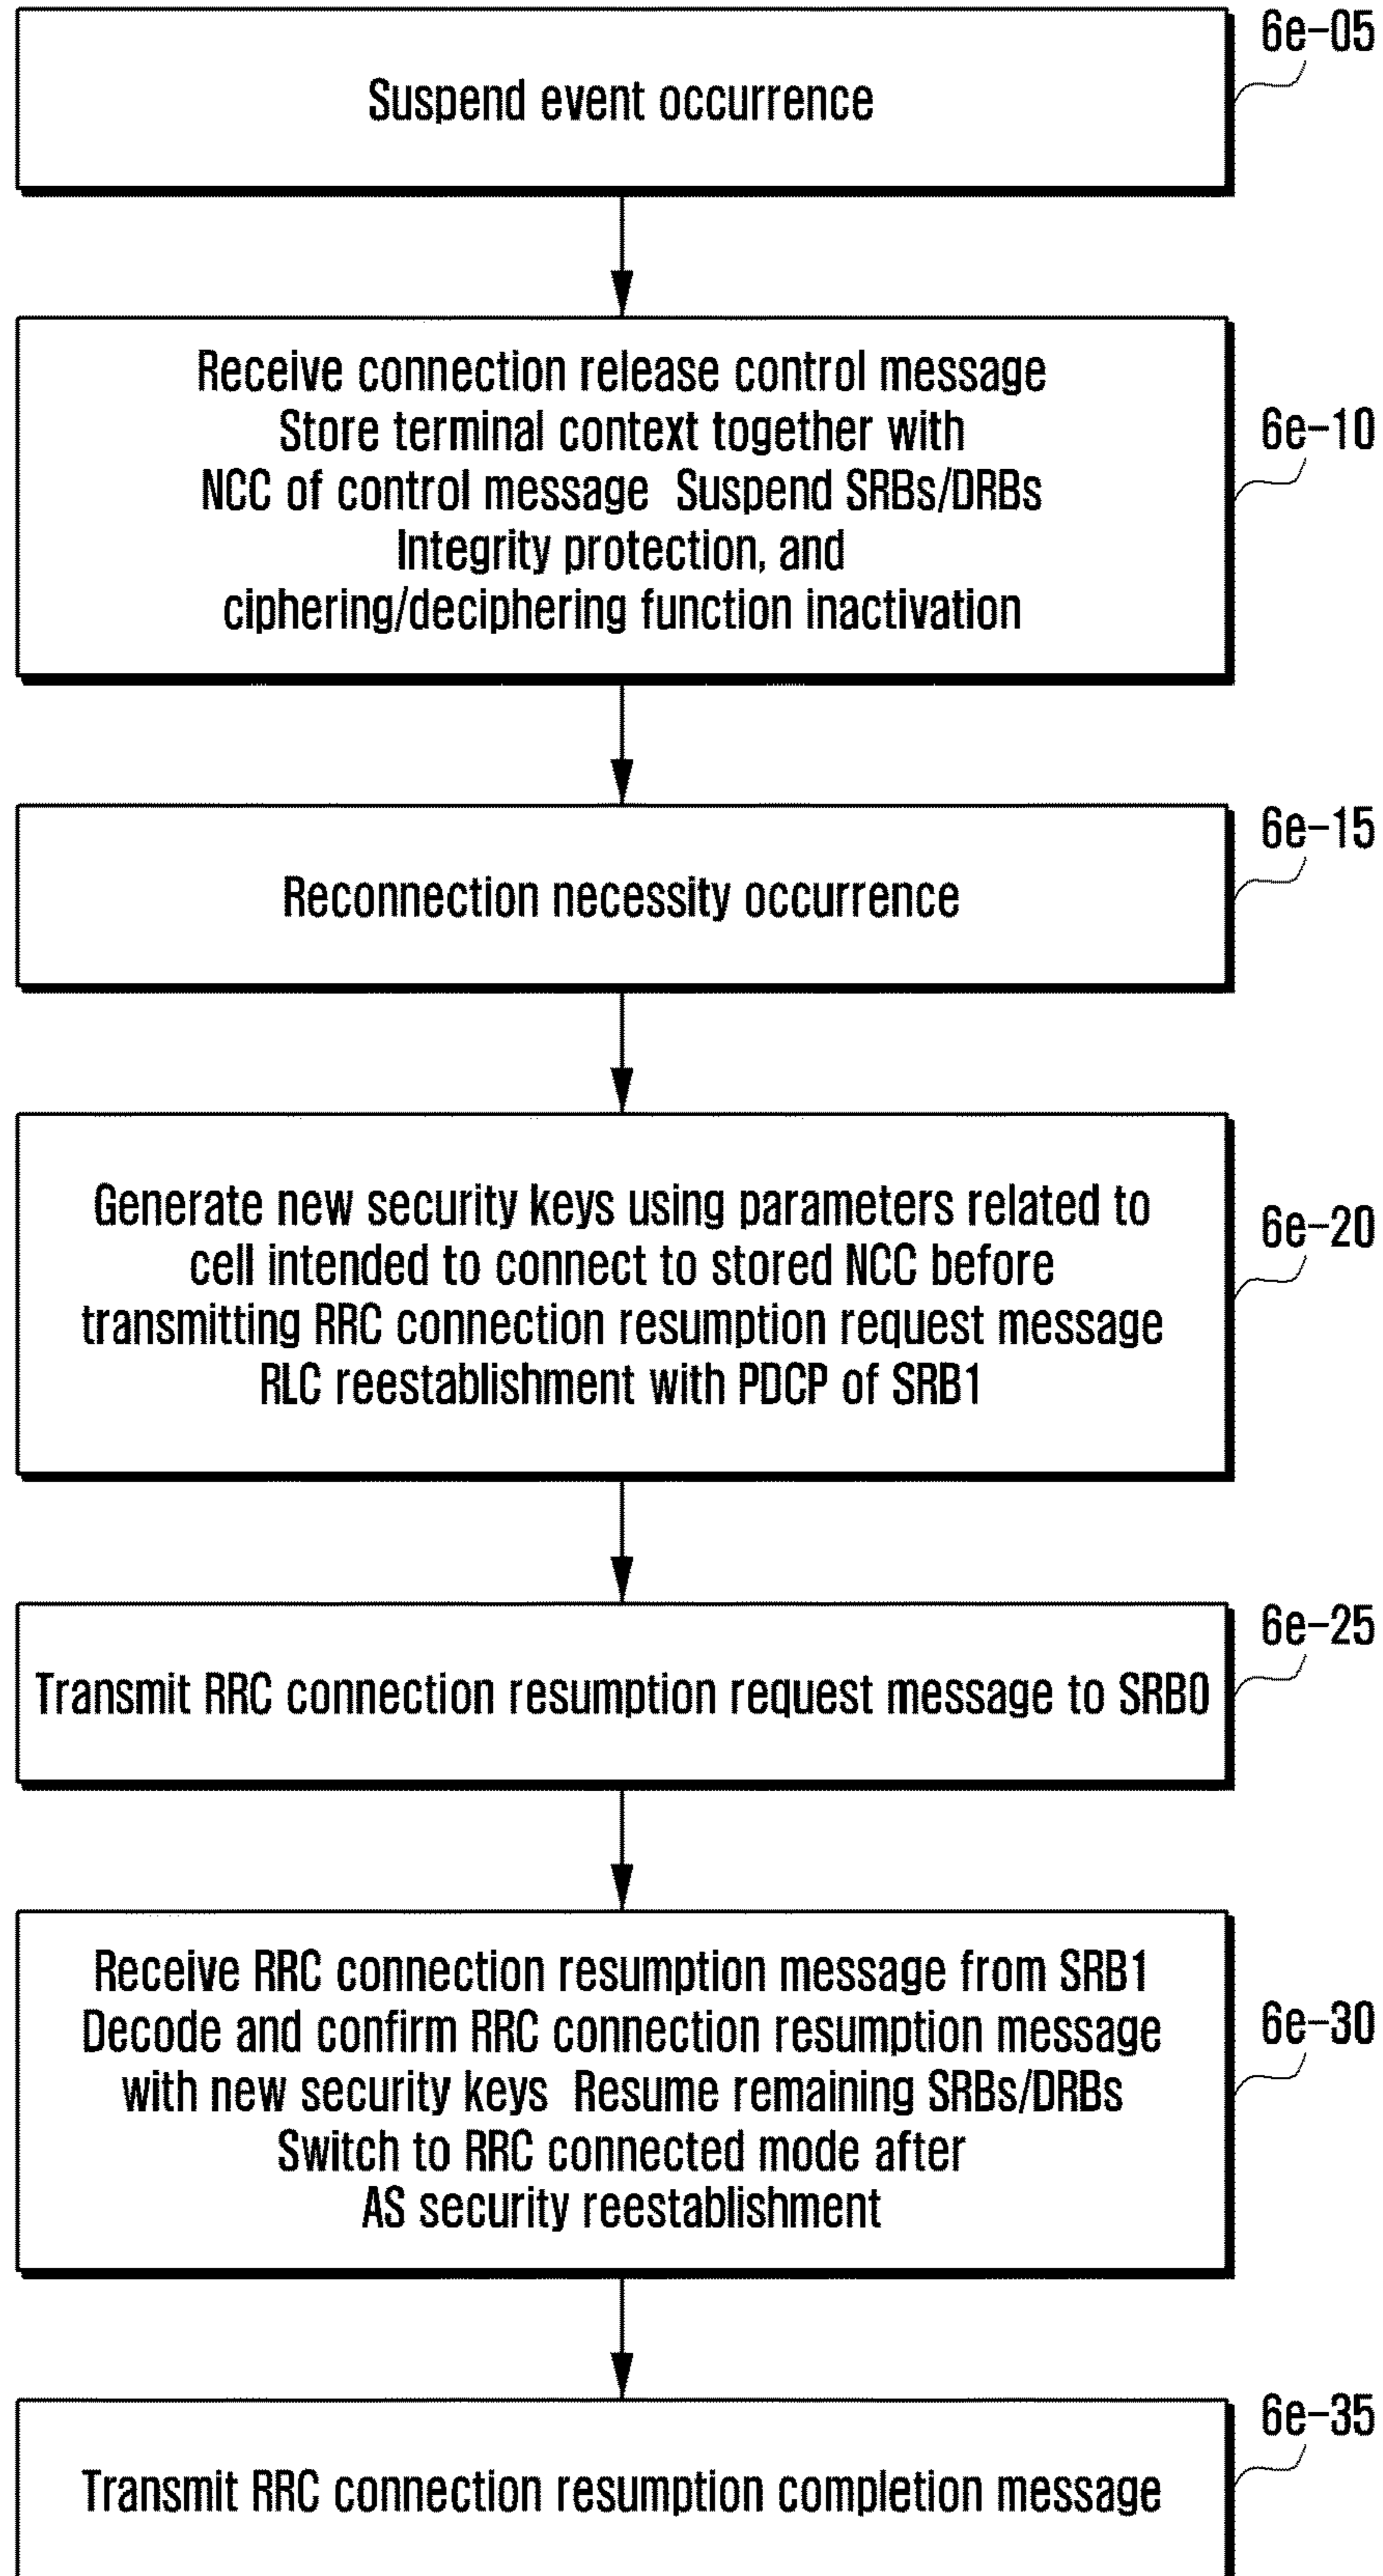 6e-05
Suspend event occurrence
Receive connection release control message
Store terminal context together with
6e-10
NCC of control message Suspend SRBs/DRBs
Integrity protection, and
ciphering/deciphering function inactivation
6e-15
Reconnection necessity occurrence
Generate new security keys using parameters related to
6e-20
cell intended to connect to stored NCC before
transmitting RRC connection resumption request message
RLC reestablishment with PDCP of SRB1
6e-25
Transmit RRC connection resumption request message to SRB0
Receive RRC connection resumption message from SRB1
6e-30
Decode and confirm RRC connection resumption message
with new security keys Resume remaining SRBs/DRBs
Switch to RRC connected mode after
AS security reestablishment
6e-35
Transmit RRC connection resumption completion message